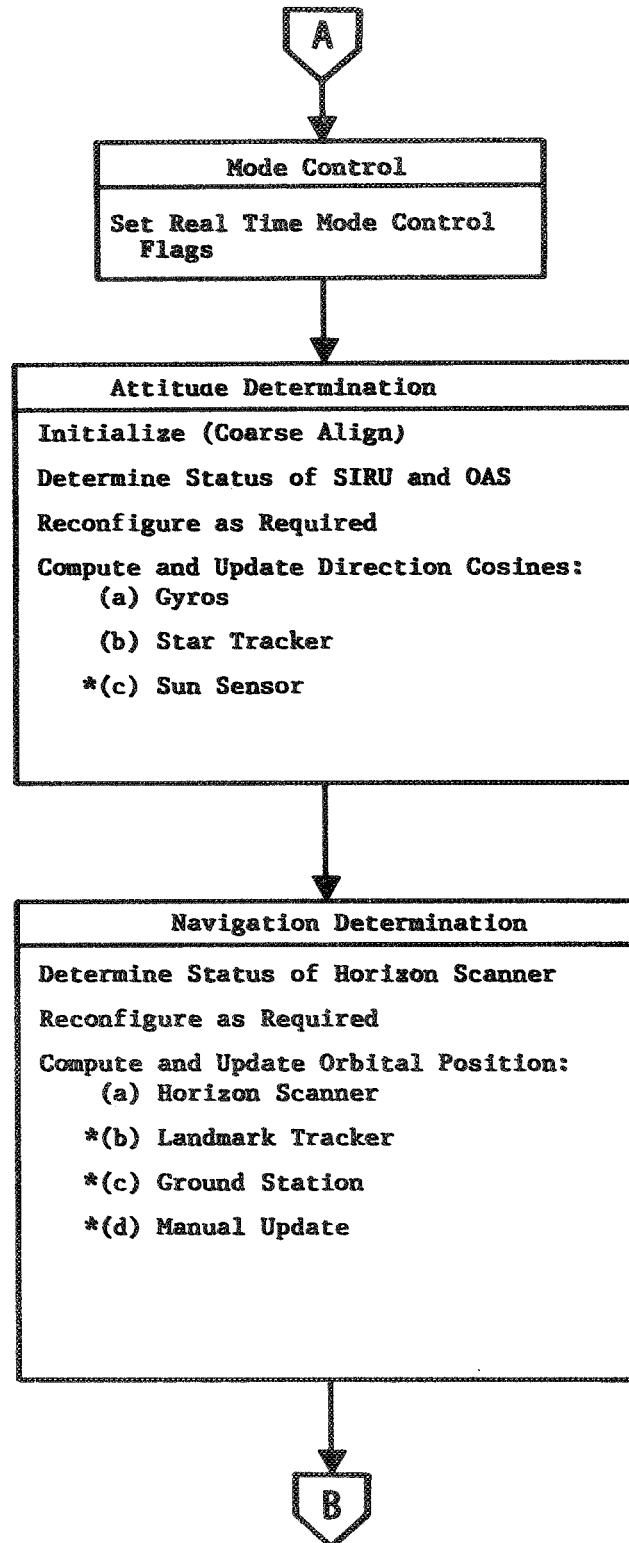 A
Mode Control
Set Real Time Mode Control
Flags
Attitude Determination
Initialize (Coarse Align)
Determine Status of SIRU and OAS
Reconfigure as Required
Compute and Update Direction Cosines:
(a) Gyros
(b) Star Tracker
*(c) Sun Sensor
Navigation Determination
Determine Status of Horizon Scanner
Reconfigure as Required
Compute and Update Orbital Position:
(a) Horizon Scanner
*(b) Landmark Tracker
*(c) Ground Station
*(d) Manual Update
B